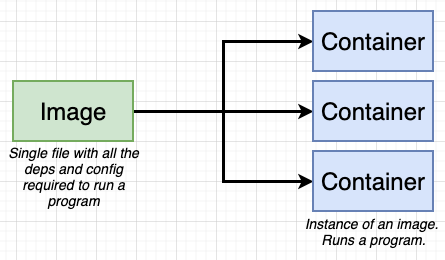 Container
Image
Container
Single file with all the
deps and config
required to run a
program
Container
Instance of an image.
Runs a program.